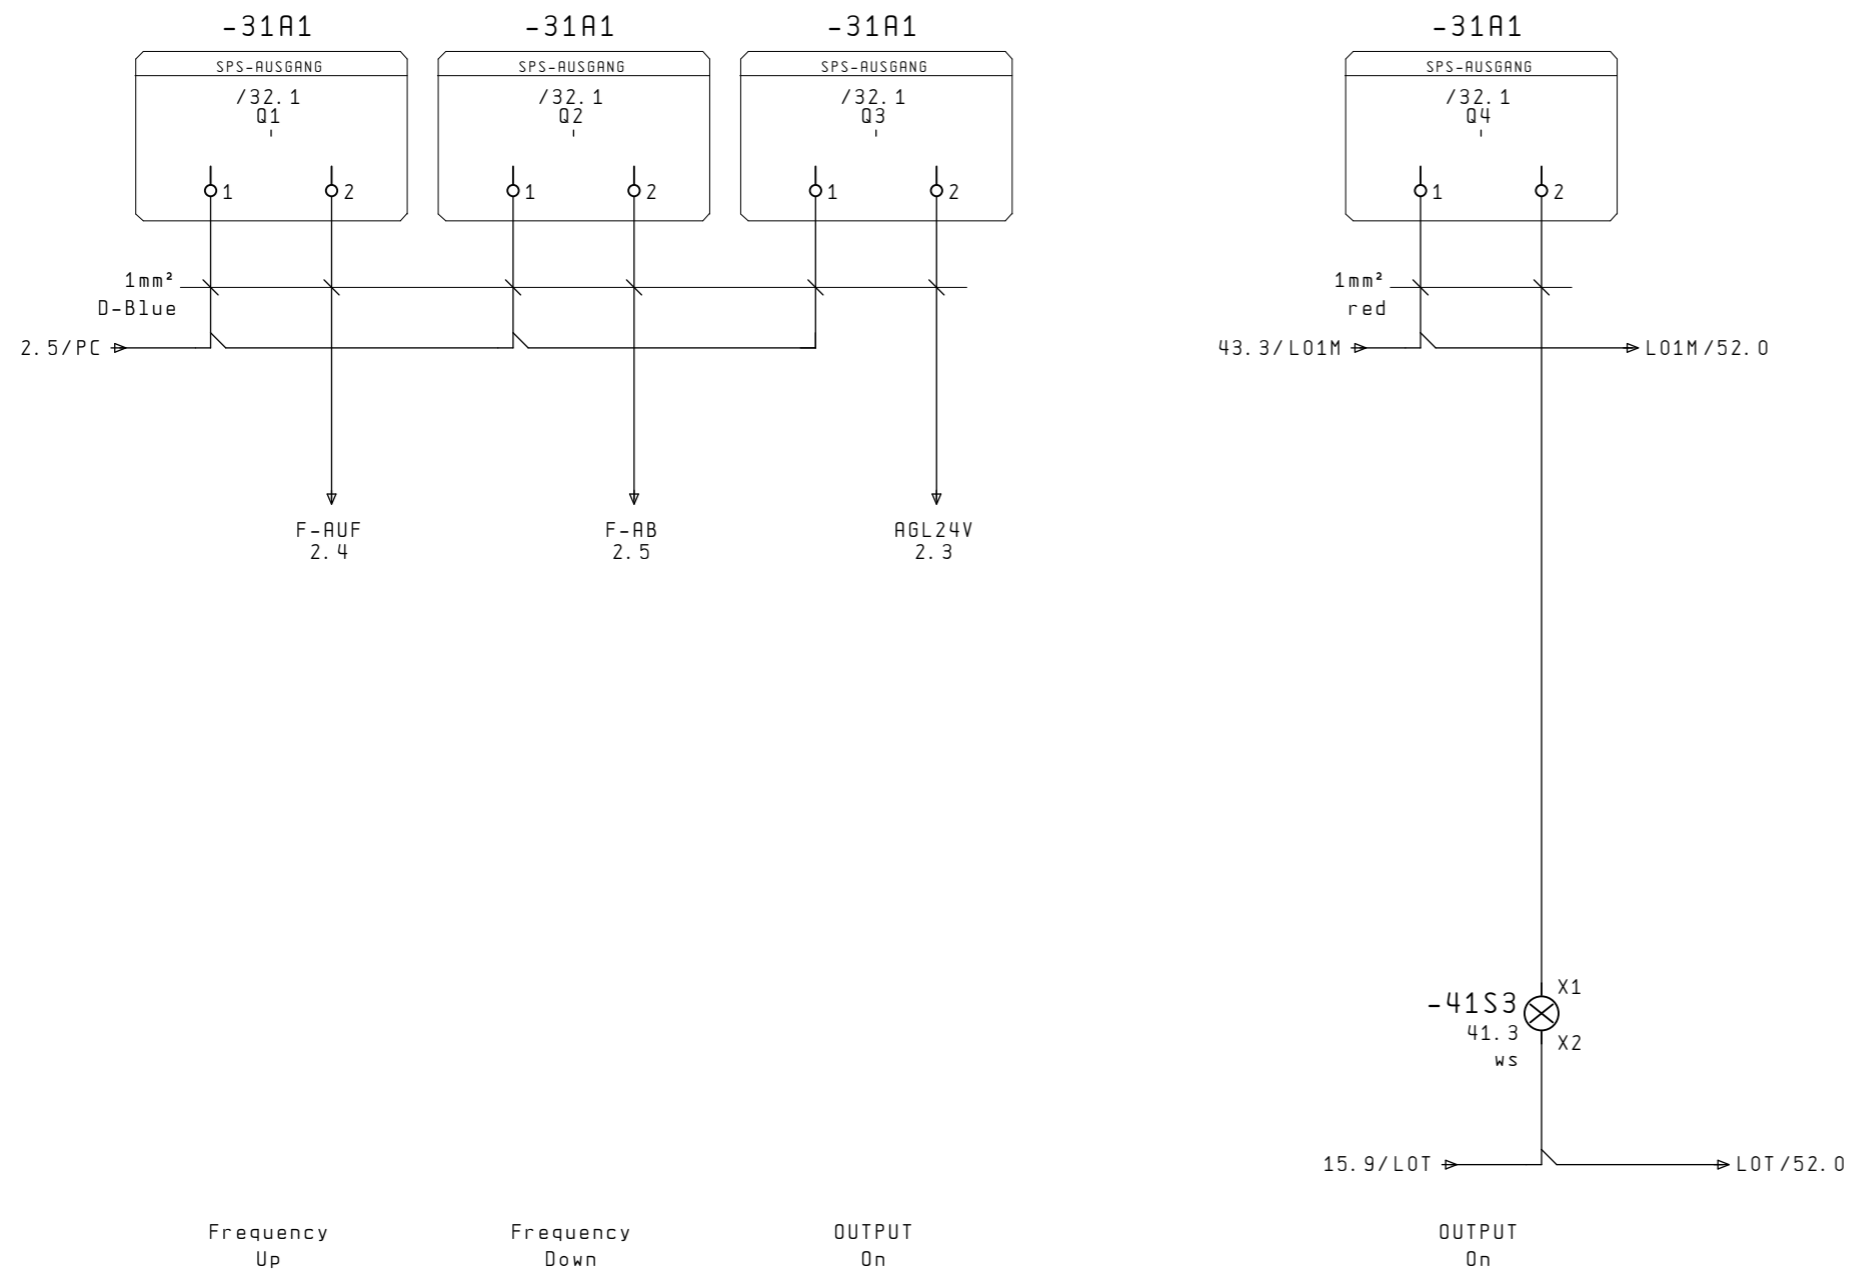 -31A1 -31A1 -31A1 -31A1
SPS-AUSGANG SPS-AUSGANG SPS-AUSGANG SPS-AUSGANG
/32.1 /32.1 /32.1 /32.1
Q1 Q2 Q3 Q4
1 2 1 2 1 2 1 2
1mm² 1mm²
D-Blue red
2.5/PC 43.3/L01M L01M/52.0
F-AUF F-AB AGL24V
2.4 2.5 2.3
X1
-41S3
41.3
X2
ws
15.9/L0T L0T/52.0
Frequency Frequency OUTPUT OUTPUT
Up Down On On